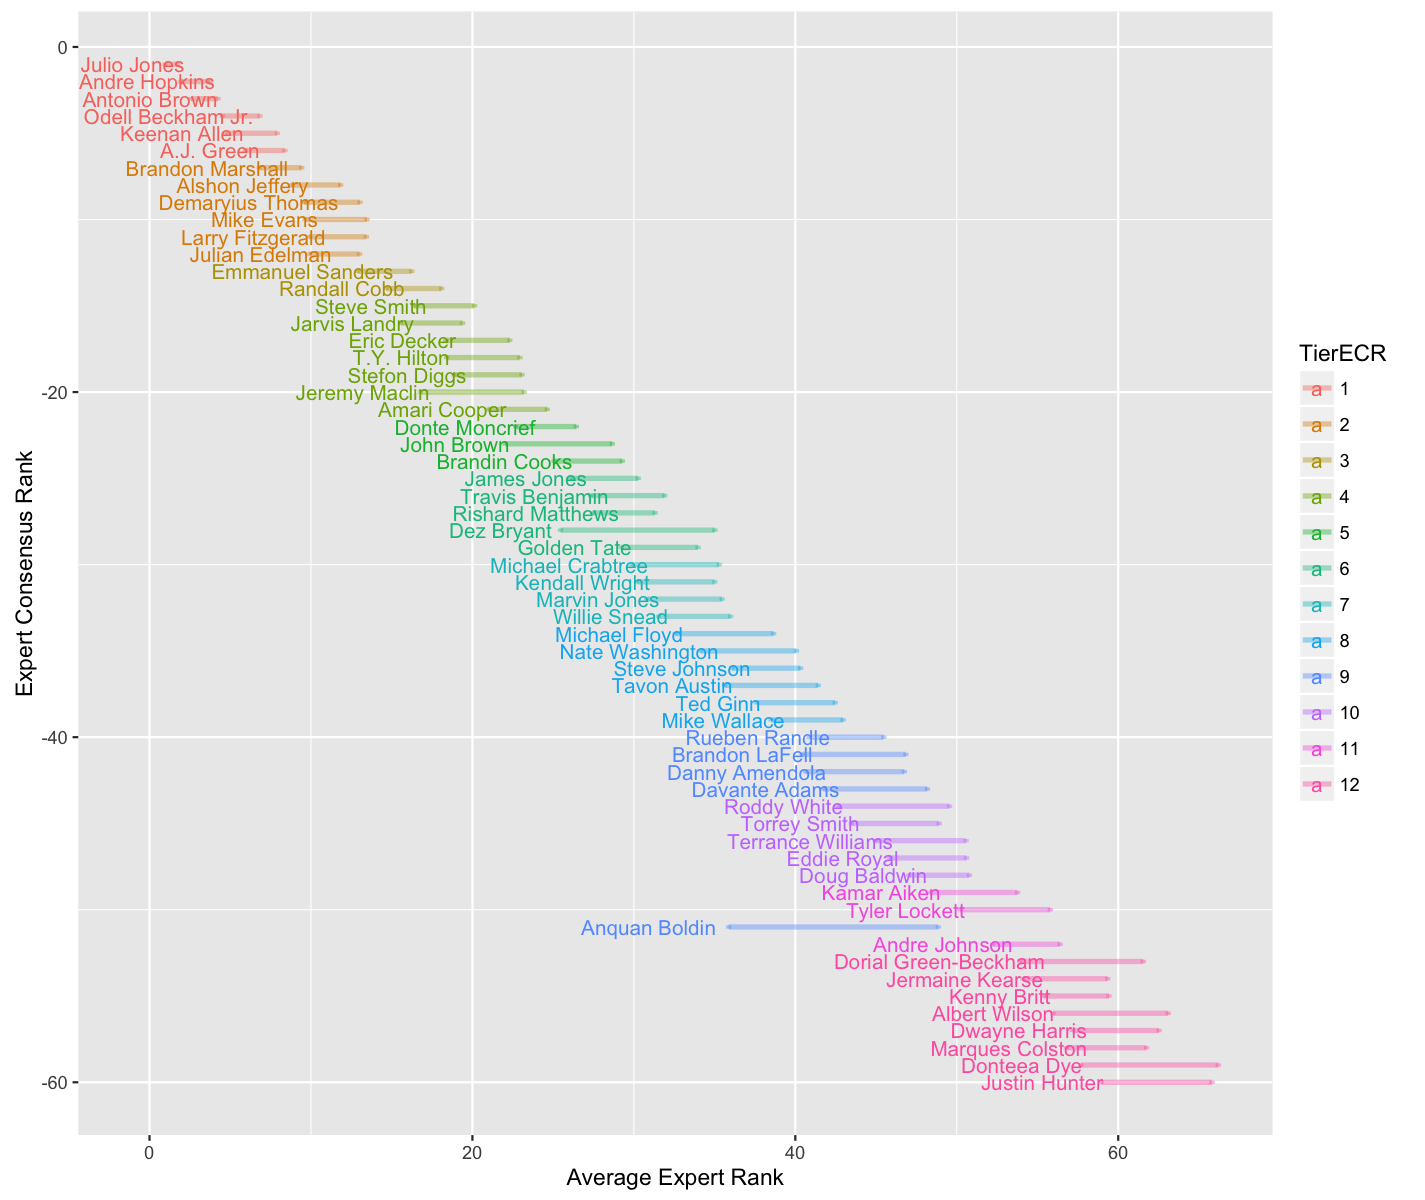 0
Julio Jones
Andre Hopkins
Antonio Brown
Odell Beckham Jr.
Keenan Allen
A.J. Green
Brandon Marshall
Alshon Jeffery
Demaryius Thomas
Mike Evans
Larry Fitzgerald
Julian Edelman
Emmanuel Sanders
Randall Cobb
Steve Smith
Jarvis Landry
Eric Decker
T.Y. Hilton
Stefon Diggs
-20
Jeremy Maclin
Amari Cooper
Donte Moncrief
John Brown
Brandin Cooks
James Jones
Travis Benjamin
Rishard Matthews
Dez Bryant
Golden Tate
Michael Crabtree
Kendall Wright
Marvin Jones
Willie Snead
Michael Floyd
Nate Washington
Steve Johnson
Tavon Austin
Ted Ginn
Mike Wallace
-40
Rueben Randle
Brandon LaFell
Danny Amendola
Davante Adams
Roddy White
Torrey Smith
Terrance Williams
Eddie Royal
Doug Baldwin
Kamar Aiken
Tyler Lockett
Anquan Boldin
Andre Johnson
Dorial Green-Beckham
Jermaine Kearse
Kenny Britt
Albert Wilson
Dwayne Harris
Marques Colston
Donteea Dye
-60
Justin Hunter
0 20 40 60
Average Expert Rank
Expert Consensus Rank
TierECR
a 1
a 2
a 3
a 4
a 5
a 6
a 7
a 8
a 9
a 10
a 11
a 12